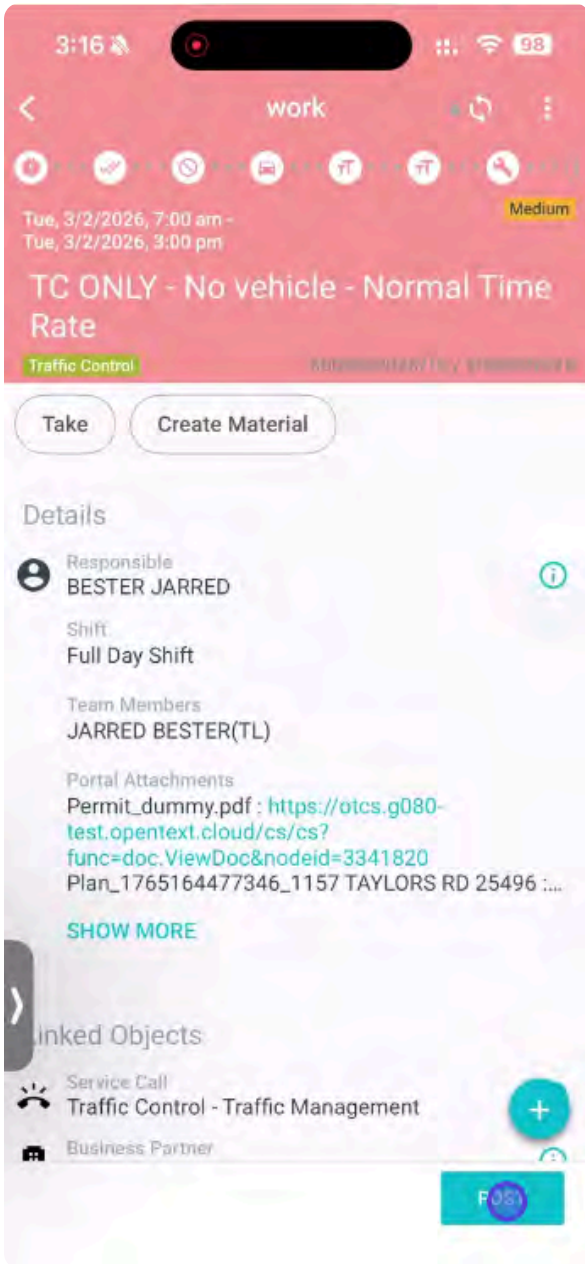 3:16
98
work
Tue, 3/2/2026, 7:00 am -
Tue, 3/2/2026, 3:00 pm
Medium
TC ONLY - No vehicle - Normal Time
Rate
Traffic Control
Take
Create Material
Details
Responsible
BESTER JARRED
Shift
Full Day Shift
Team Members
JARRED BESTER(TL)
Portal Attachments
Permit_dummy.pdf : https://otcs.g080-
test.opentext.cloud/cs/cs?
func=doc.ViewDoc&nodeid=3341820
Plan_1765164477346_1157 TAYLORS RD 25496 :...
SHOW MORE
inked Objects
Service Call
Traffic Control - Traffic Management
Business Partner
POST